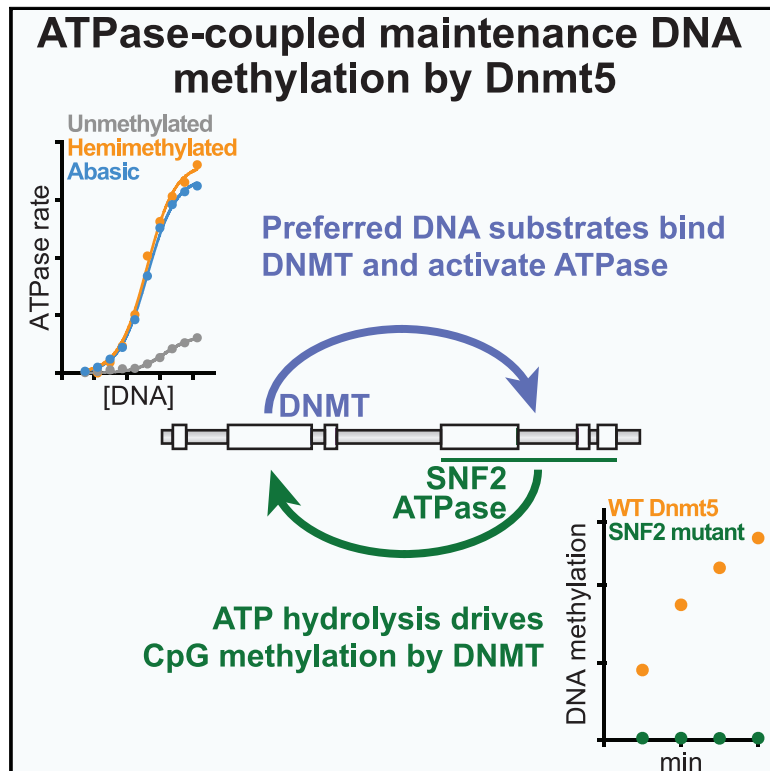 ATPase-coupled maintenance DNA
methylation by Dnmt5
Unmethylated
Hemimethylated
Abasic
ATPase rate
[DNA]
Preferred DNA substrates bind
DNMT and activate ATPase
DNMT
SNF2
ATPase
ATP hydrolysis drives
CpG methylation by DNMT
WT Dnmt5
SNF2 mutant
DNA methylation
min